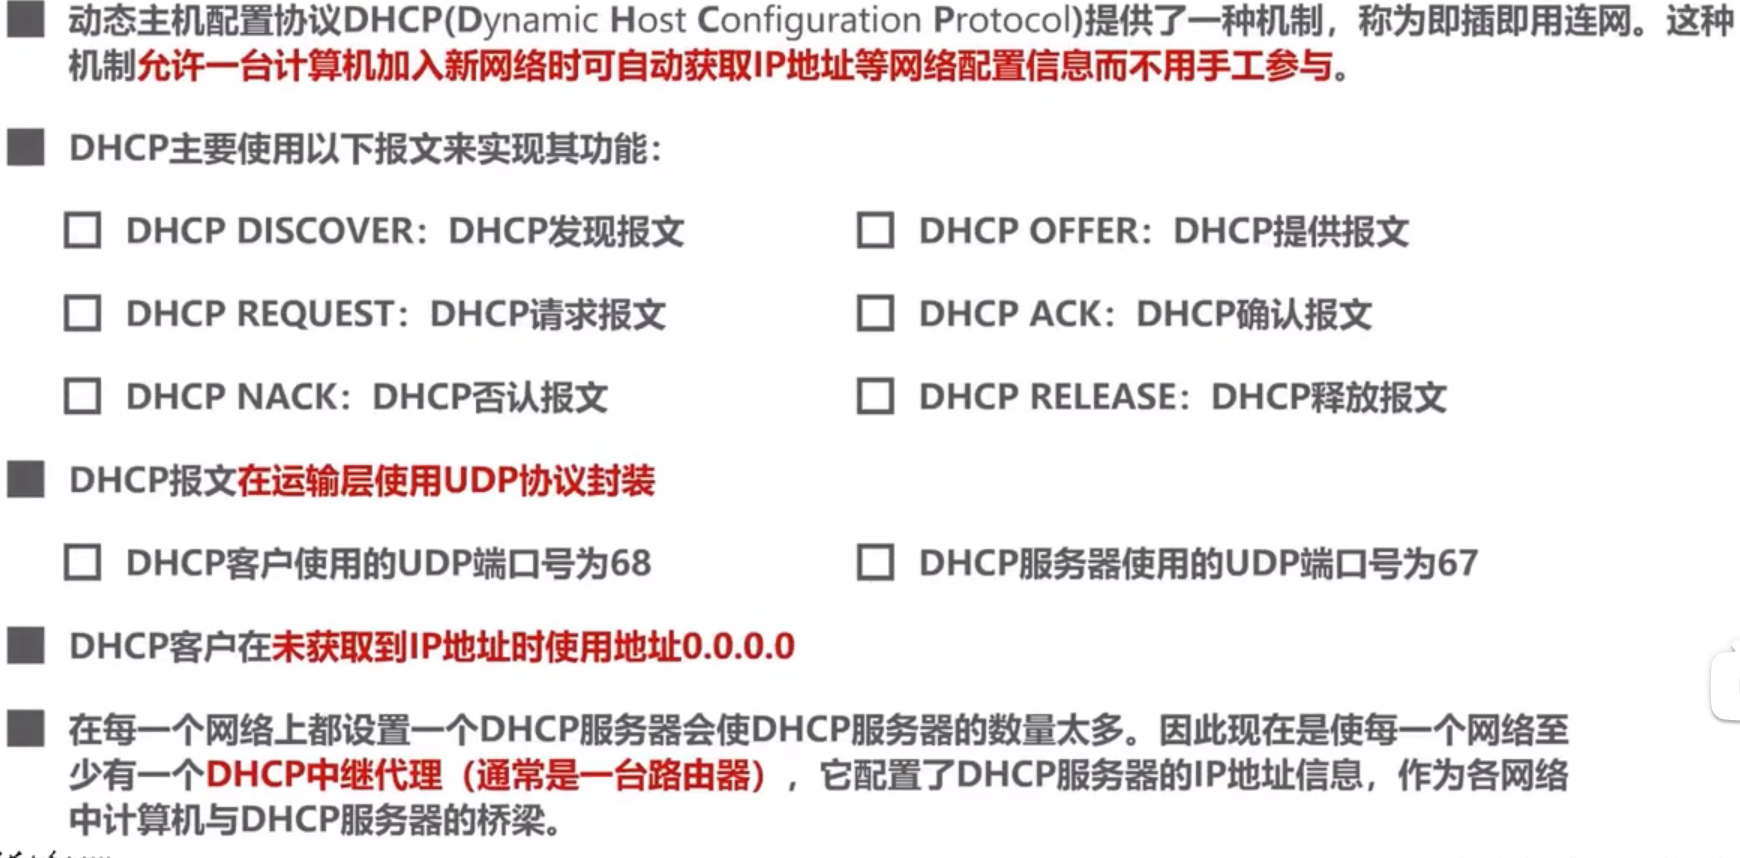 动态主机配置协议DHCP(Dynamic Host Configuration Protocol)提供了一种机制，称为即插即用连网。这种
机制允许一台计算机加入新网络时可自动获取IP地址等网络配置信息而不用手工参与。
DHCP主要使用以下报文来实现其功能：
DHCP DISCOVER：DHCP发现报文
DHCP OFFER：DHCP提供报文
DHCP REQUEST：DHCP请求报文
DHCP ACK：DHCP确认报文
DHCP NACK：DHCP否认报文
DHCP RELEASE：DHCP释放报文
DHCP报文在运输层使用UDP协议封装
DHCP客户使用的UDP端口号为68
DHCP服务器使用的UDP端口号为67
DHCP客户在未获取到IP地址时使用地址0.0.0.0
在每一个网络上都设置一个DHCP服务器会使DHCP服务器的数量太多。因此现在是使每一个网络至
少有一个DHCP中继代理（通常是一台路由器），它配置了DHCP服务器的IP地址信息，作为各网络
中计算机与DHCP服务器的桥梁。